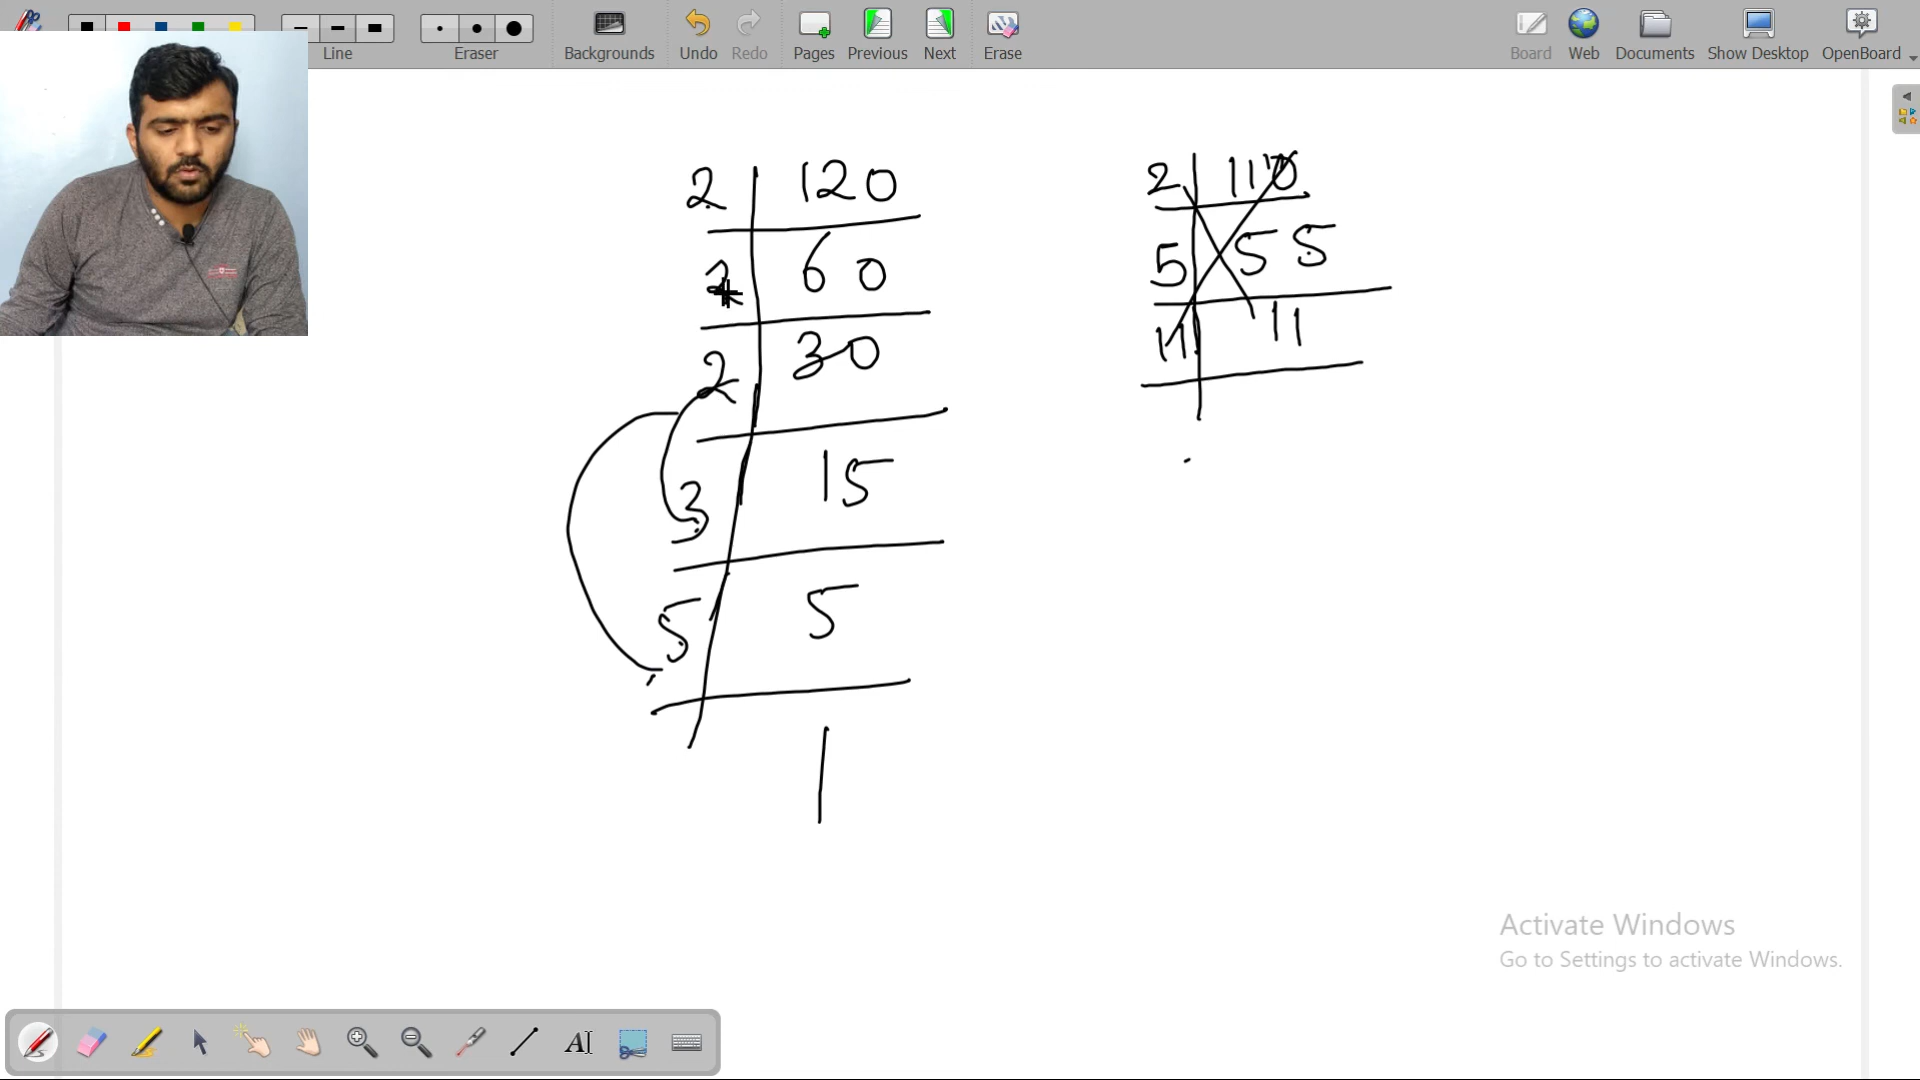 Line
Eraser
Backgrounds
Undo
Redo
Pages
Previous
Next
Erase
Board
Web
Documents
Show Desktop
OpenBoard
2 120
2 60
2 30
3 15
5 5
1
2 110
5 55
11 11
Activate Windows
Go to Settings to activate Windows.
AI